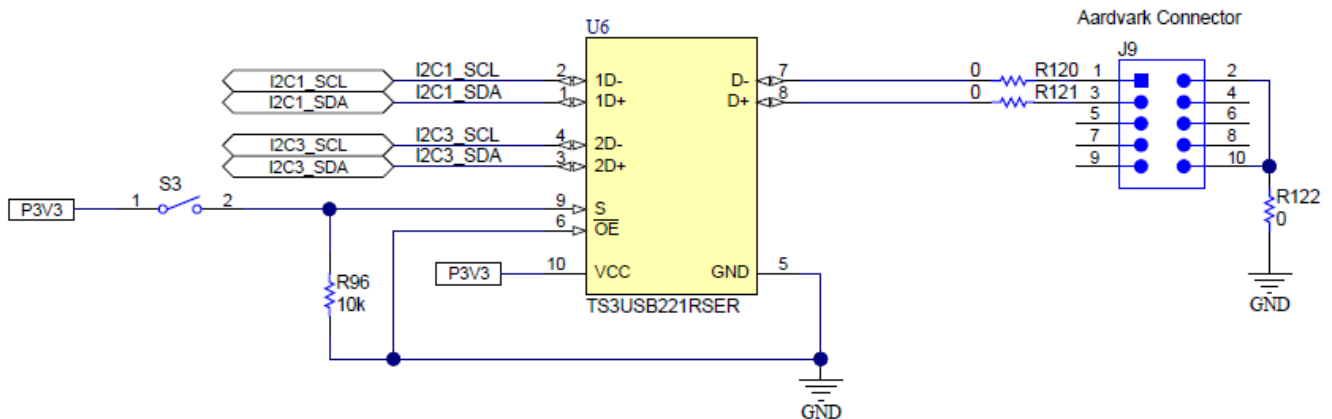 Aardvark Connector
U6
J9
I2C1_SCL I2C1_SCL 2 1D- D- 7 0 R120 1 2
I2C1_SDA I2C1_SDA 1 1D+ D+ 8 0 R121 3 4
5 6
I2C3_SCL I2C3_SCL 4 2D- 7 8
I2C3_SDA I2C3_SDA 3 2D+ 9 10
S3
P3V3 1 2 9 S
6 OE
R122
0
P3V3 10 VCC GND 5
R96
10k
TS3USB221RSER
GND
GND